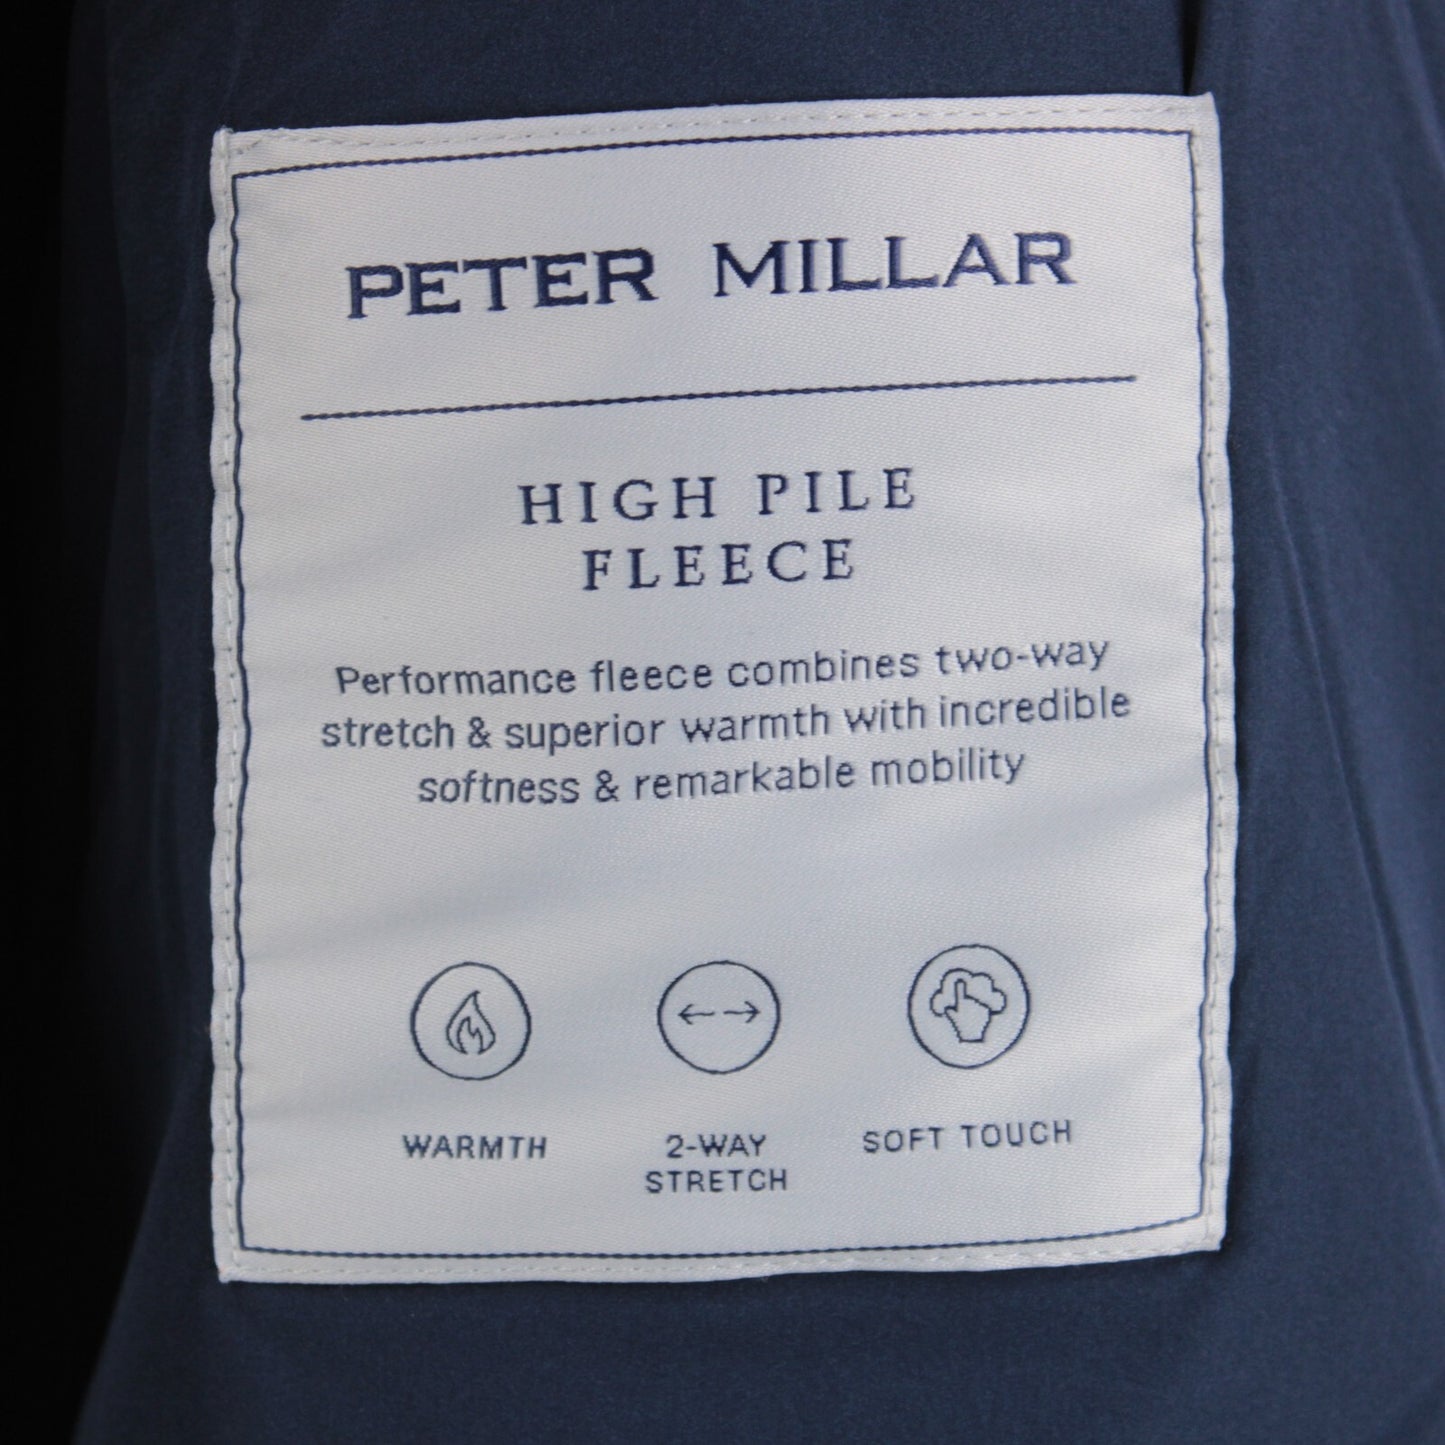 PETER MILLAR
HIGH PILE
FLEECE
Performance fleece combines two-way
stretch & superior warmth with incredible
softness & remarkable mobility
WARMTH
2-WAY
STRETCH
SOFT TOUCH